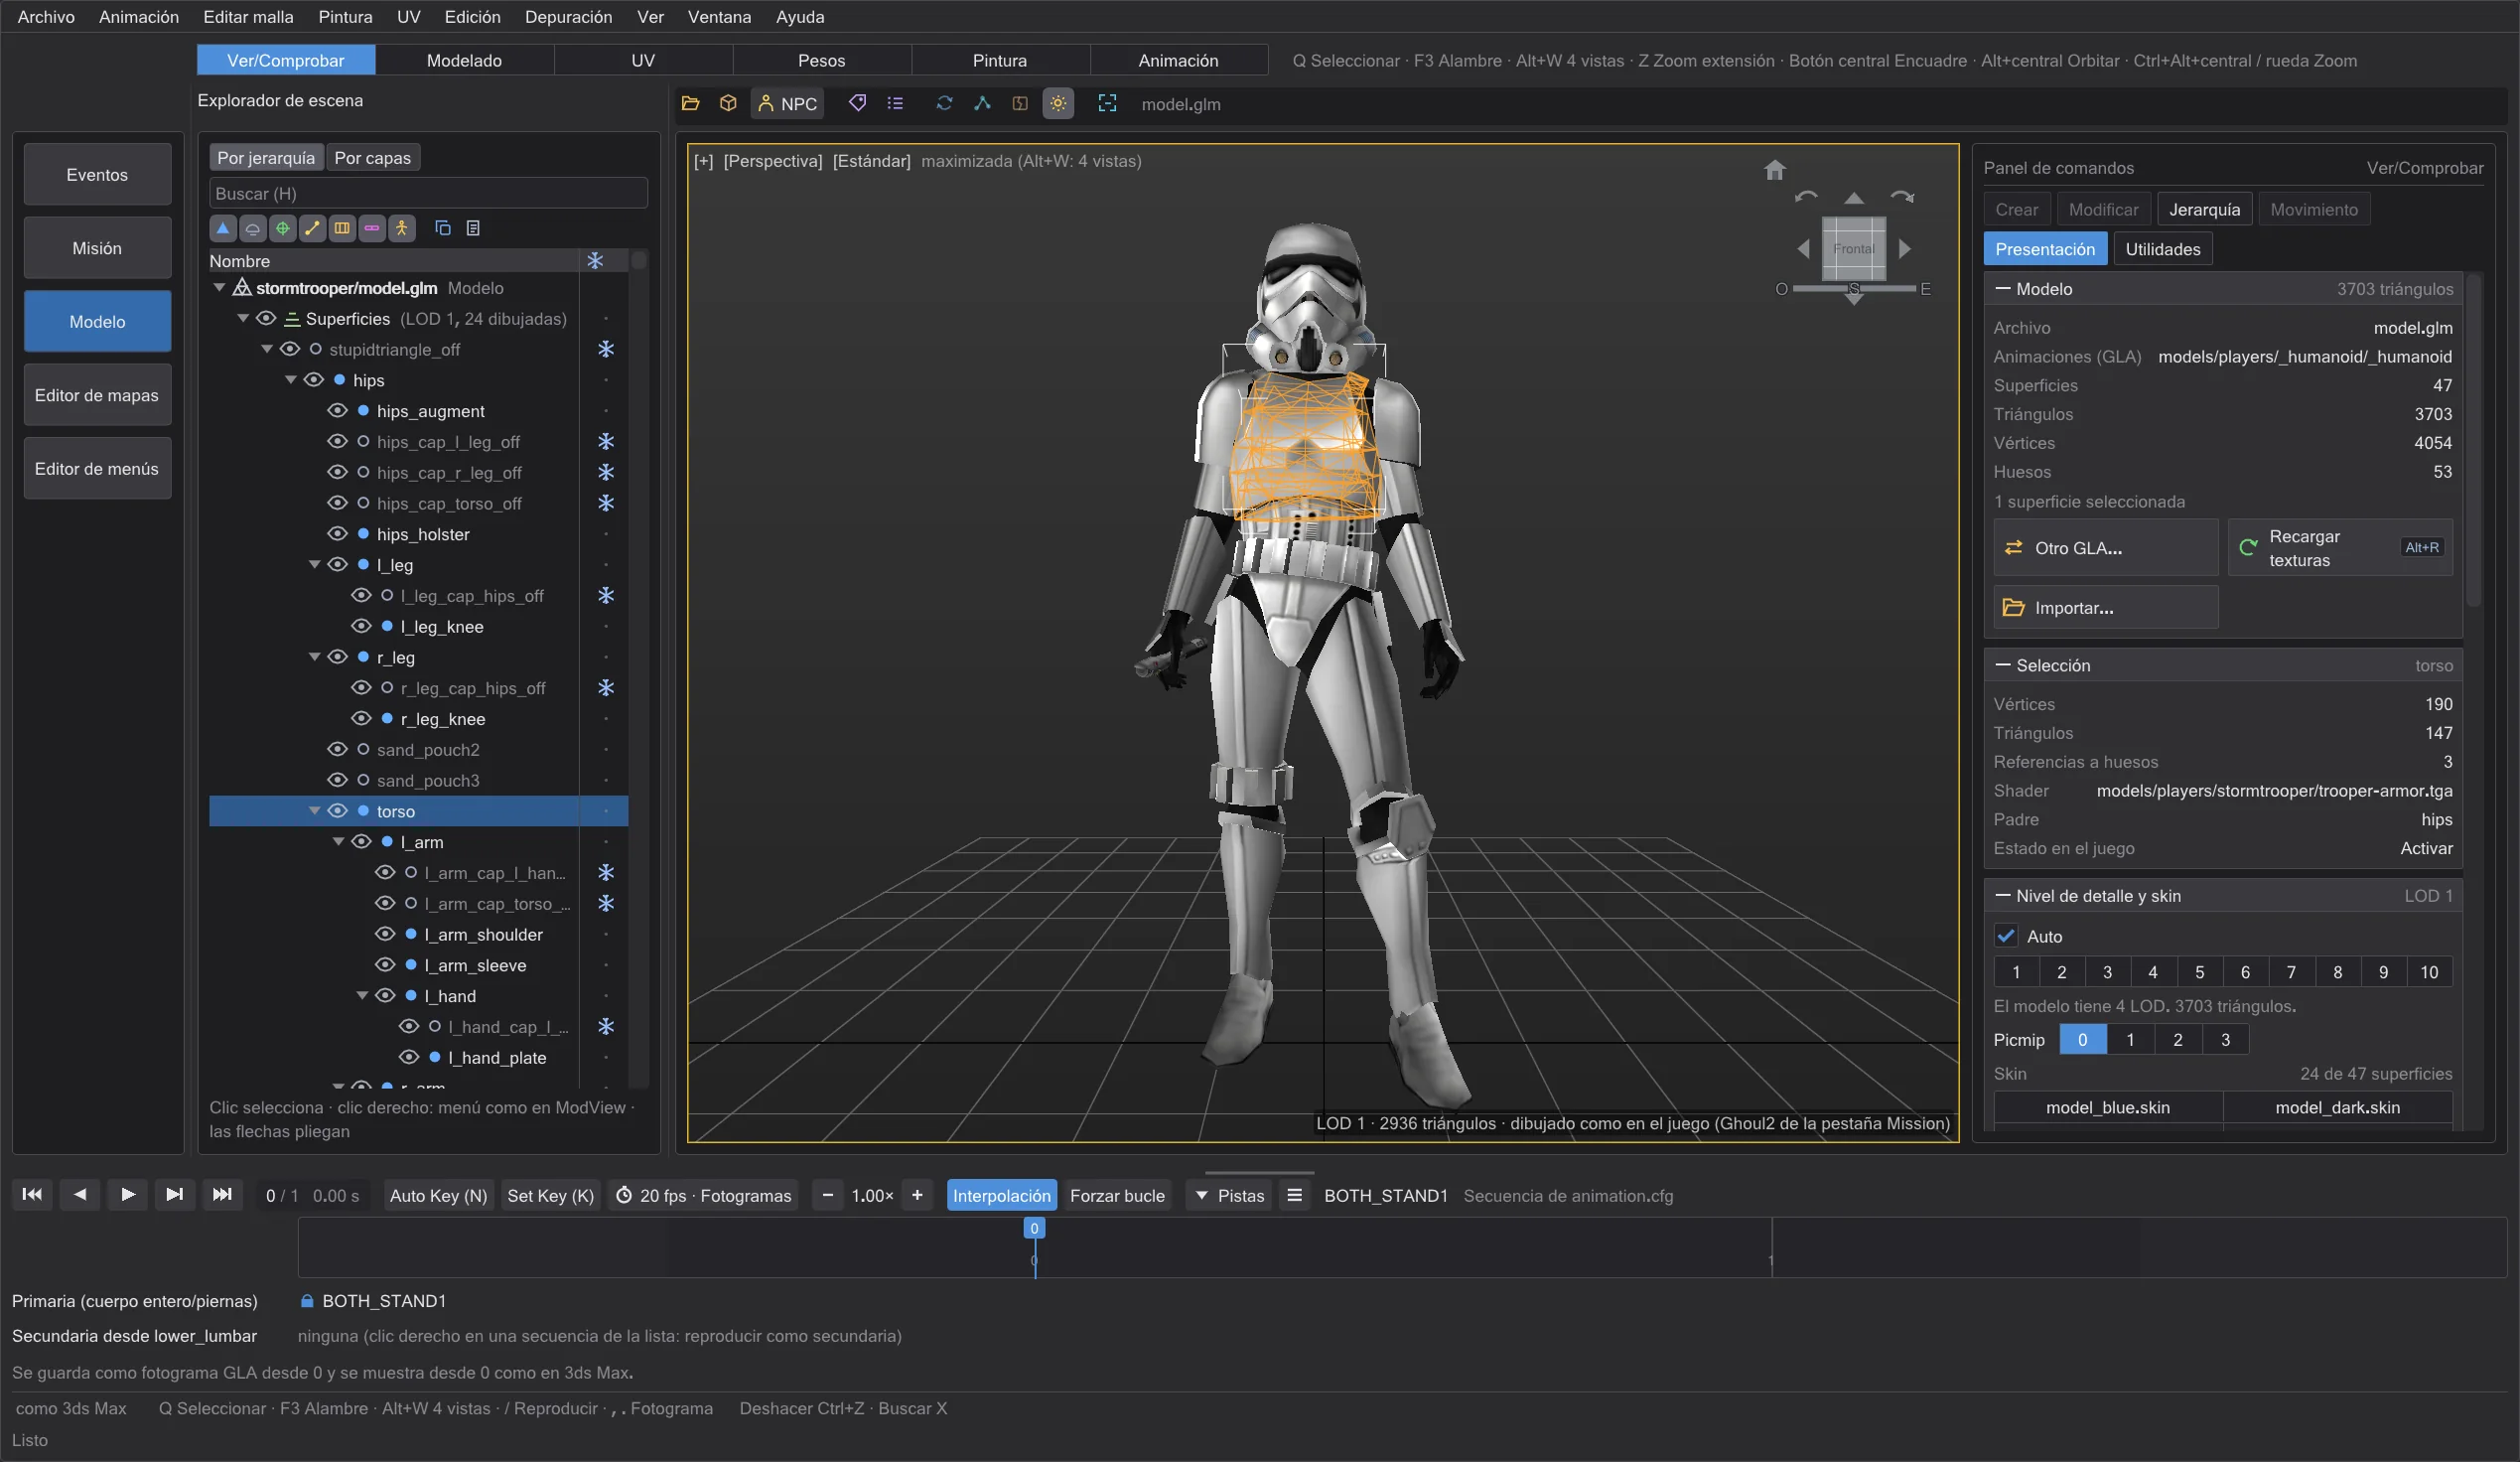 Archivo Animación Editar malla Pintura UV Edición Depuración Ver Ventana Ayuda
Ver/Comprobar Modelado UV Pesos Pintura Animación Q Seleccionar · F3 Alambre · Alt+W 4 vistas · Z Zoom extensión · Botón central Encuadre · Alt+central Orbitar · Ctrl+Alt+central / rueda Zoom
Explorador de escena
NPC model.glm
Eventos
Misión
Modelo
Editor de mapas
Editor de menús
Por jerarquía Por capas
Buscar (H)
Nombre
stormtrooper/model.glm Modelo
Superficies (LOD 1, 24 dibujadas)
stupidtriangle_off
hips
hips_augment
hips_cap_l_leg_off
hips_cap_r_leg_off
hips_cap_torso_off
hips_holster
l_leg
l_leg_cap_hips_off
l_leg_knee
r_leg
r_leg_cap_hips_off
r_leg_knee
sand_pouch2
sand_pouch3
torso
l_arm
l_arm_cap_l_han...
l_arm_cap_torso_...
l_arm_shoulder
l_arm_sleeve
l_hand
l_hand_cap_l_...
l_hand_plate
r_arm
Clic selecciona · clic derecho: menú como en ModView ·
las flechas pliegan
[+] [Perspectiva] [Estándar] maximizada (Alt+W: 4 vistas)
Frontal
O S E
LOD 1 · 2936 triángulos · dibujado como en el juego (Ghoul2 de la pestaña Mission)
Panel de comandos Ver/Comprobar
Crear Modificar Jerarquía Movimiento
Presentación Utilidades
Modelo 3703 triángulos
Archivo model.glm
Animaciones (GLA) models/players/_humanoid/_humanoid
Superficies 47
Triángulos 3703
Vértices 4054
Huesos 53
1 superficie seleccionada
Otro GLA...
Recargar
texturas
Alt+R
Importar...
Selección torso
Vértices 190
Triángulos 147
Referencias a huesos 3
Shader models/players/stormtrooper/trooper-armor.tga
Padre hips
Estado en el juego Activar
Nivel de detalle y skin LOD 1
Auto
1 2 3 4 5 6 7 8 9 10
El modelo tiene 4 LOD. 3703 triángulos.
Picmip 0 1 2 3
Skin 24 de 47 superficies
model_blue.skin model_dark.skin
0 / 1 0.00 s Auto Key (N) Set Key (K) 20 fps · Fotogramas − 1.00× + Interpolación Forzar bucle Pistas BOTH_STAND1 Secuencia de animation.cfg
0
0 1
Primaria (cuerpo entero/piernas) BOTH_STAND1
Secundaria desde lower_lumbar ninguna (clic derecho en una secuencia de la lista: reproducir como secundaria)
Se guarda como fotograma GLA desde 0 y se muestra desde 0 como en 3ds Max.
como 3ds Max Q Seleccionar · F3 Alambre · Alt+W 4 vistas · / Reproducir · , . Fotograma Deshacer Ctrl+Z · Buscar X
Listo